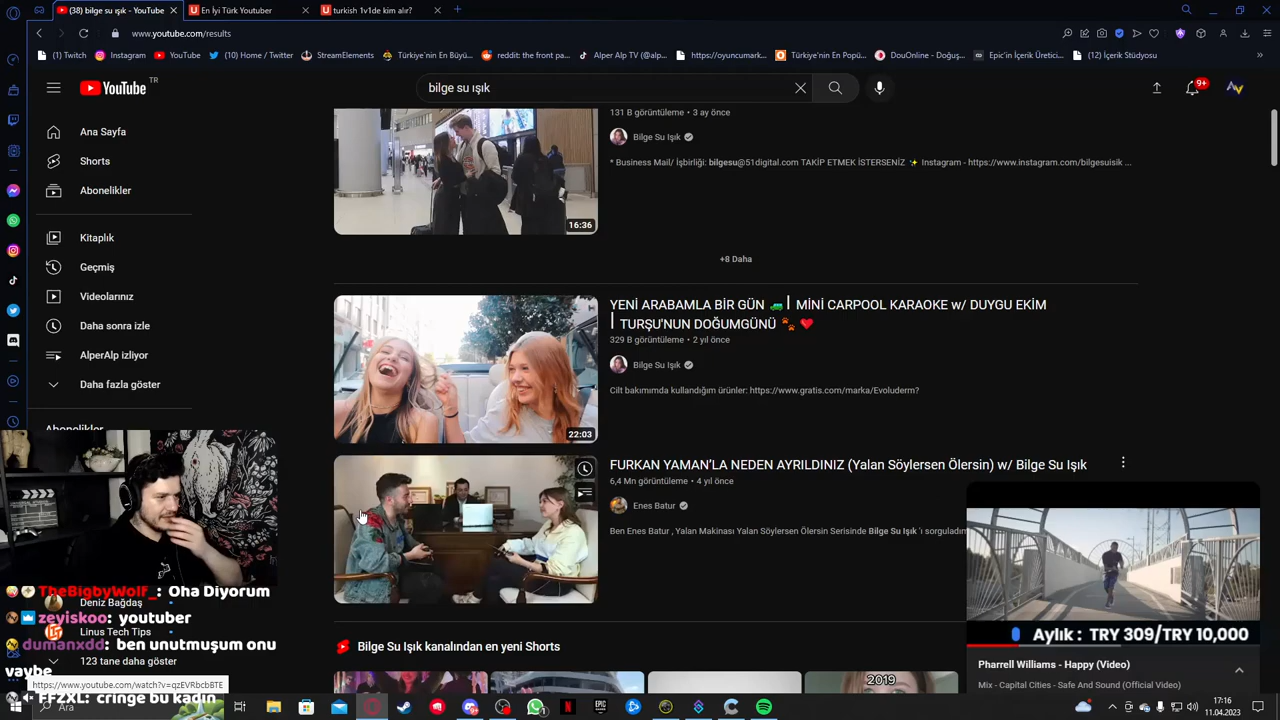 (38) bilge su ışık - YouTube
En İyi Türk Youtuber
turkish 1v1de kim alır?
www.youtube.com/results
(1) Twitch
Instagram
YouTube
(10) Home / Twitter
StreamElements
Türkiye'nin En Büyü...
reddit: the front pa...
Alper Alp TV (@alpe...
https://oyuncumark...
Türkiye'nin En Popu...
DouOnline - Doğuş...
Epic'in İçerik Üretici...
(12) İçerik Stüdyosu
YouTube TR
bilge su ışık
9+
Ana Sayfa
Shorts
Abonelikler
Kitaplık
Geçmiş
Videolarınız
Daha sonra izle
AlperAlp izliyor
Daha fazla göster
Abonelikler
131 B görüntüleme • 3 ay önce
Bilge Su Işık
* Business Mail/ İşbirliği: bilgesu@51digital.com TAKİP ETMEK İSTERSENİZ ✨ Instagram - https://www.instagram.com/bilgesuisik ...
16:36
+8 Daha
YENİ ARABAMLA BİR GÜN 🚙 | MİNİ CARPOOL KARAOKE w/ DUYGU EKİM
| TURŞU'NUN DOĞUMGÜNÜ 🐾 ❤️
329 B görüntüleme • 2 yıl önce
Bilge Su Işık
Cilt bakımımda kullandığım ürünler: https://www.gratis.com/marka/Evoluderm?
22:03
FURKAN YAMAN'LA NEDEN AYRILDINIZ (Yalan Söylersen Ölersin) w/ Bilge Su Işık
6,4 Mn görüntüleme • 4 yıl önce
Enes Batur
Ben Enes Batur , Yalan Makinası Yalan Söylersen Ölersin Serisinde Bilge Su Işık 'ı sorguladım
Bilge Su Işık kanalından en yeni Shorts
2019
TheBigbyWolf_: Oha Diyorum
Deniz Bağdaş
zeyiskoo: youtuber
Linus Tech Tips
dumanxdd: ben unutmuşum onu
vaybe
123 tane daha göster
https://www.youtube.com/watch?v=qzEVRbcbBTE
FF2XL: cringe bu kadın
Aylık : TRY 309/TRY 10,000
Pharrell Williams - Happy (Video)
Mix - Capital Cities - Safe And Sound (Official Video)
Ara
1
EPIC
17:16
11.04.2023